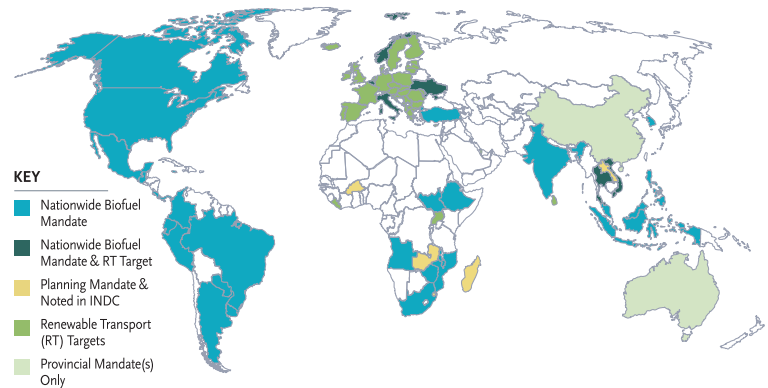 KEY
Nationwide Biofuel
Mandate
Nationwide Biofuel
Mandate & RT Target
Planning Mandate &
Noted in INDC
Renewable Transport
(RT) Targets
Provincial Mandate(s)
Only